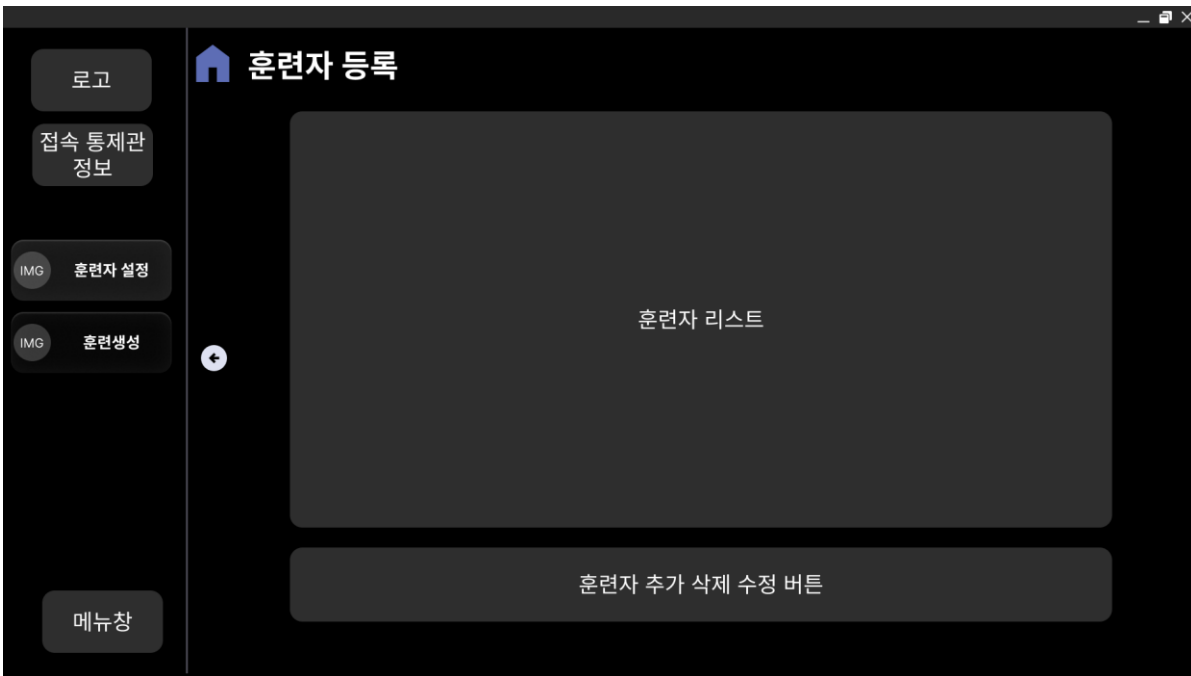 로고
접속 통제관
정보
IMG 훈련자 설정
IMG 훈련생성
메뉴창
훈련자 등록
훈련자 리스트
훈련자 추가 삭제 수정 버튼